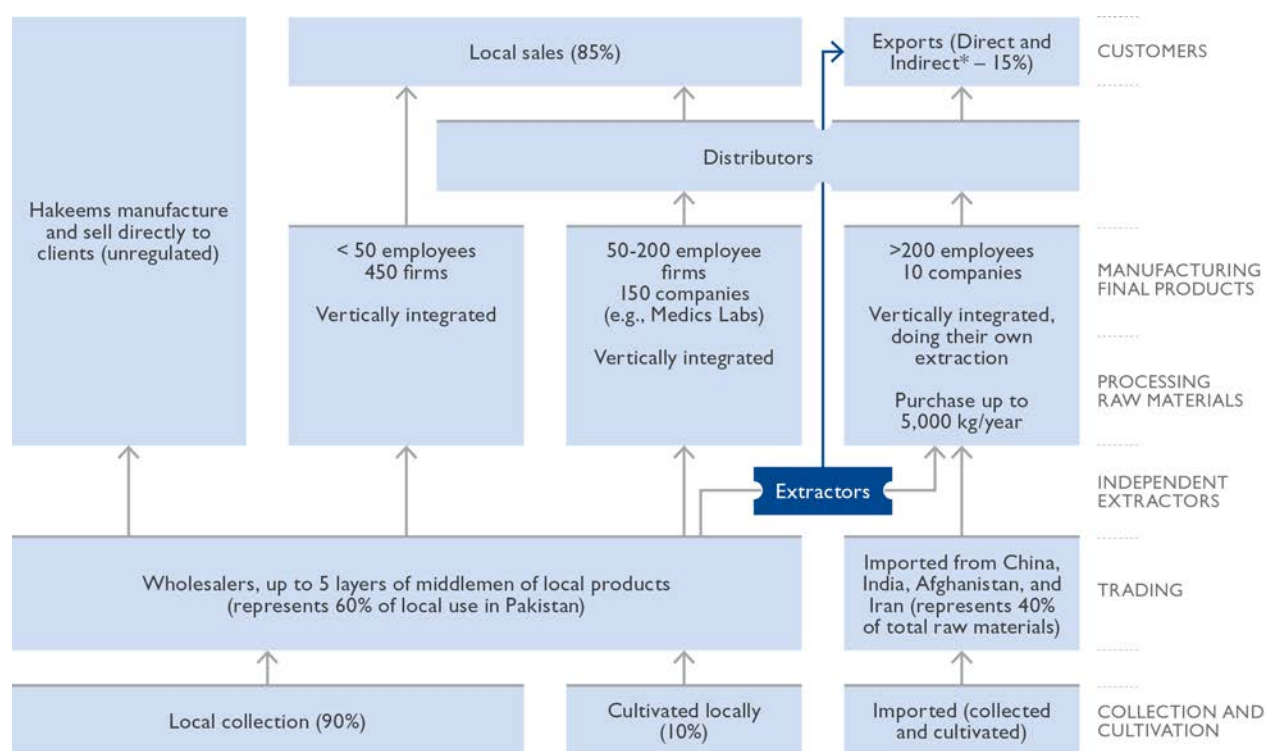 Local sales (85%)
Exports (Direct and
Indirect* – 15%)
CUSTOMERS
Distributors
Hakeems manufacture
and sell directly to
clients (unregulated)
< 50 employees
450 firms
Vertically integrated
50-200 employee
firms
150 companies
(e.g., Medics Labs)
Vertically integrated
>200 employees
10 companies
Vertically integrated,
doing their own
extraction
Purchase up to
5,000 kg/year
MANUFACTURING
FINAL PRODUCTS
PROCESSING
RAW MATERIALS
Extractors
INDEPENDENT
EXTRACTORS
Wholesalers, up to 5 layers of middlemen of local products
(represents 60% of local use in Pakistan)
Imported from China,
India, Afghanistan, and
Iran (represents 40%
of total raw materials)
TRADING
Local collection (90%)
Cultivated locally
(10%)
Imported (collected
and cultivated)
COLLECTION AND
CULTIVATION